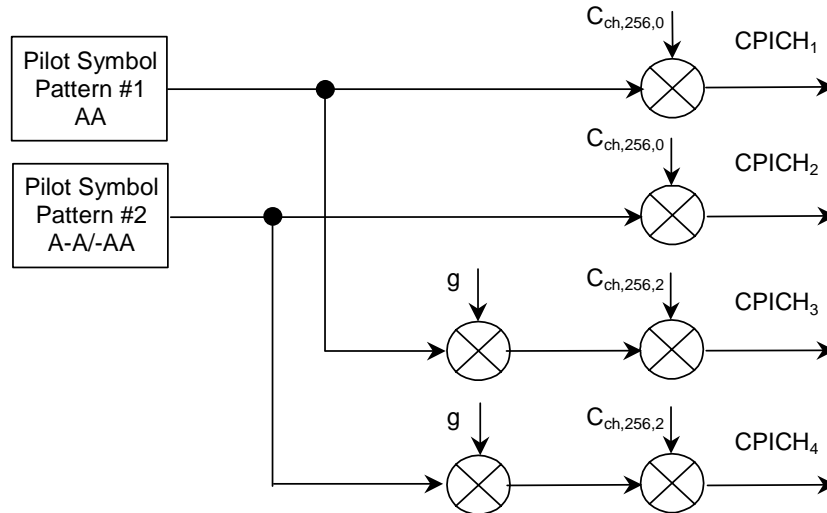 C_ch,256,0
CPICH_1
Pilot Symbol
Pattern #1
AA
C_ch,256,0
CPICH_2
Pilot Symbol
Pattern #2
A-A/-AA
g
C_ch,256,2
CPICH_3
g
C_ch,256,2
CPICH_4